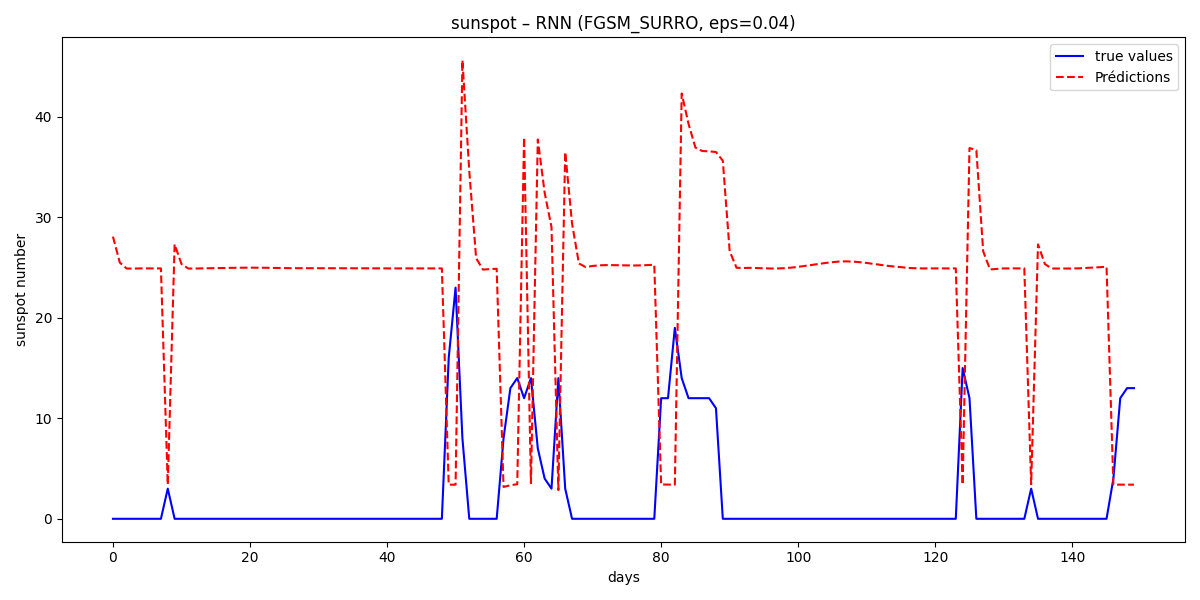 sunspot – RNN (FGSM_SURRO, eps=0.04)
true values
Prédictions
sunspot number
40
30
20
10
0
0 20 40 60 80 100 120 140
days